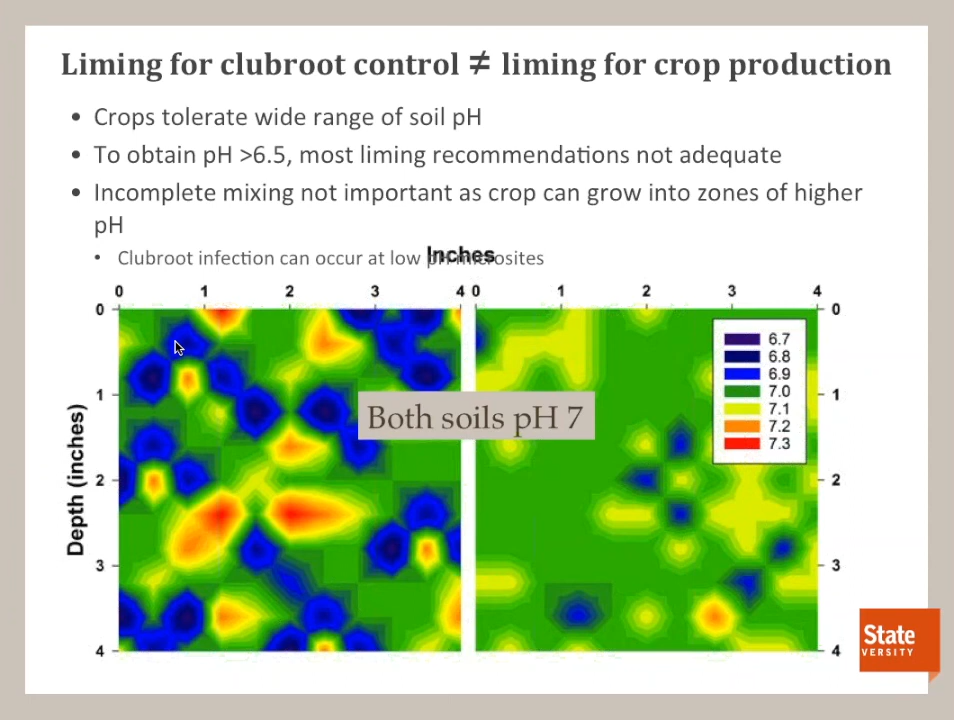 Liming for clubroot control ≠ liming for crop production
• Crops tolerate wide range of soil pH
• To obtain pH >6.5, most liming recommendations not adequate
• Incomplete mixing not important as crop can grow into zones of higher
pH
• Clubroot infection can occur at low pH microsites
Inches
0 1 2 3 4 0 1 2 3 4
Depth (inches)
0
1
2
3
4
Both soils pH 7
6.7
6.8
6.9
7.0
7.1
7.2
7.3
0
1
2
3
4
State
VERSITY